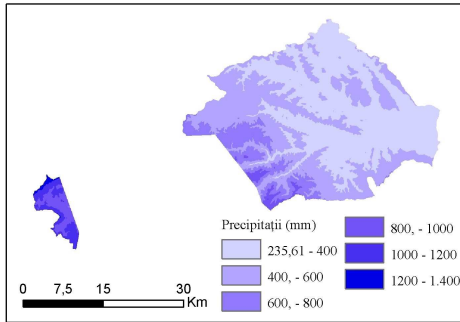 Precipitații (mm)
235,61 - 400
400, - 600
600, - 800
800, - 1000
1000 - 1200
1200 - 1.400
0 7,5 15 30
Km